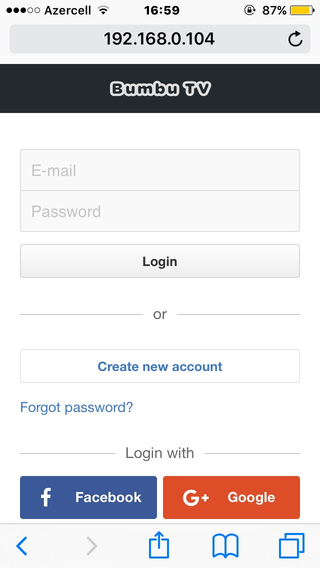 Azercell 16:59 87%
192.168.0.104
Bumbu TV
E-mail
Password
Login
or
Create new account
Forgot password?
Login with
f Facebook G+ Google